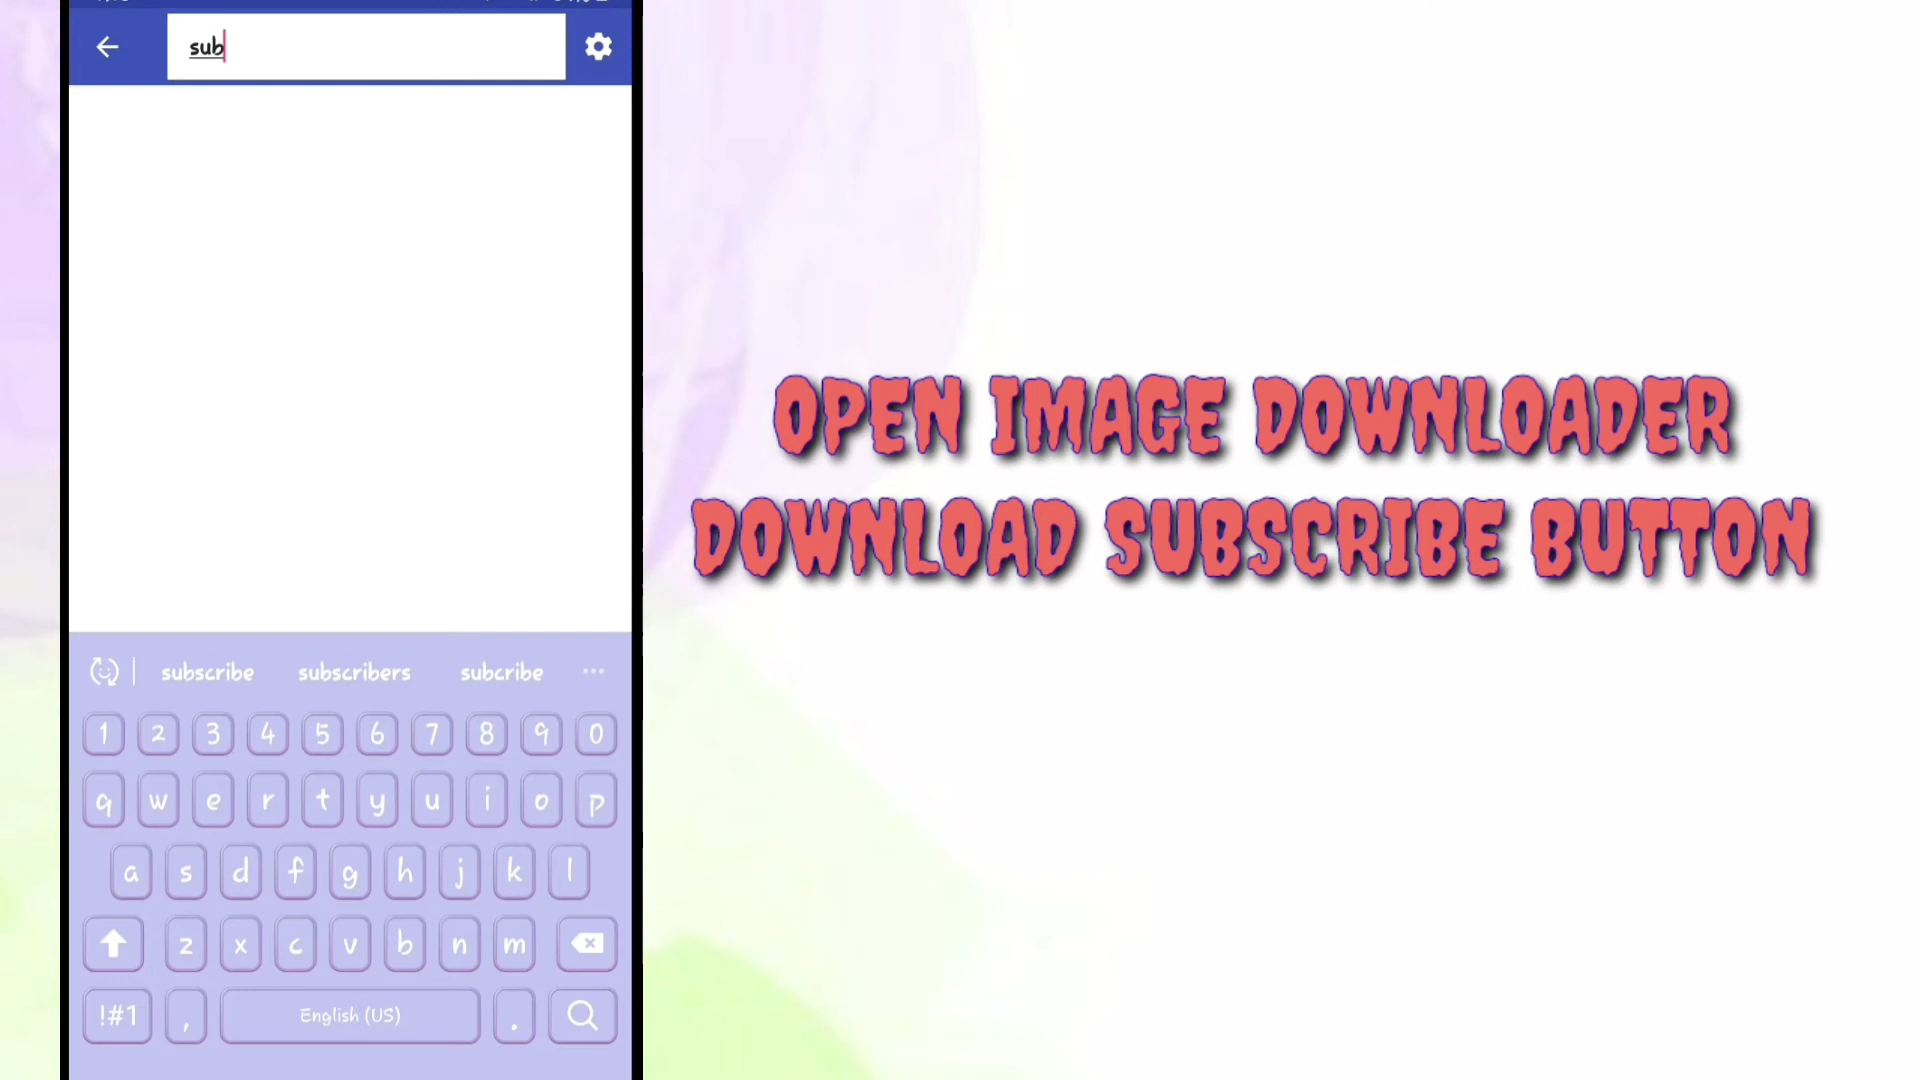 sub
OPEN IMAGE DOWNLOADER
DOWNLOAD SUBSCRIBE BUTTON
subscribe subscribers subcribe ...
1 2 3 4 5 6 7 8 9 0
q w e r t y u i o p
a s d f g h j k l
z x c v b n m
!#1 , English (US) .